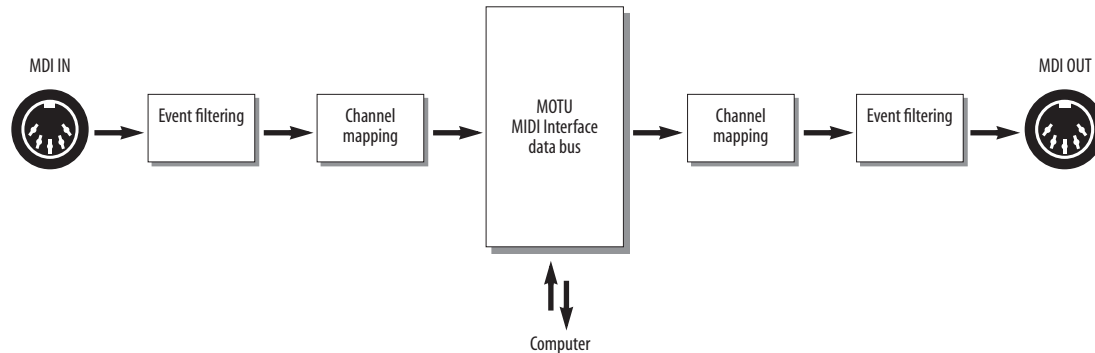 MDI IN
Event filtering
Channel
mapping
MOTU
MIDI Interface
data bus
Channel
mapping
Event filtering
MDI OUT
Computer